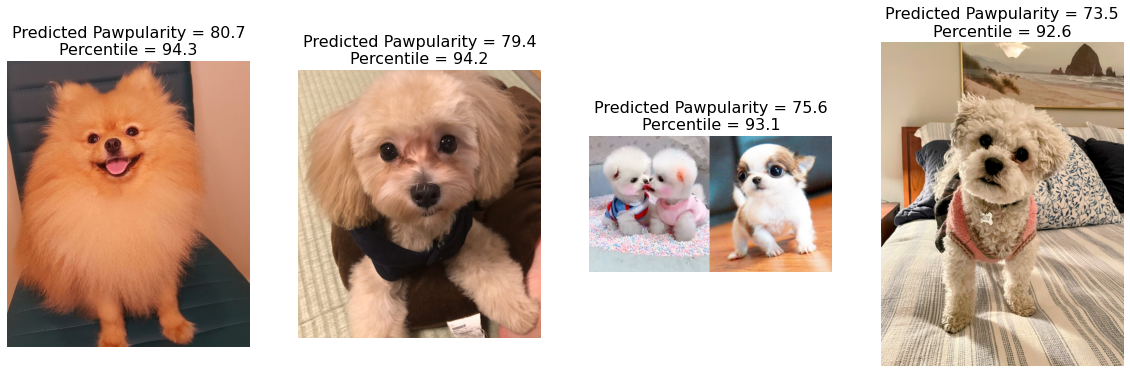 Predicted Pawpularity = 80.7
Percentile = 94.3
Predicted Pawpularity = 79.4
Percentile = 94.2
Predicted Pawpularity = 75.6
Percentile = 93.1
Predicted Pawpularity = 73.5
Percentile = 92.6